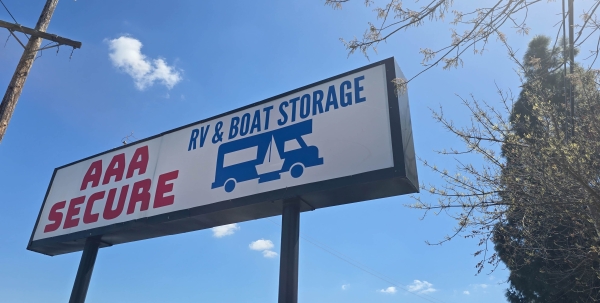 AAA
SECURE
RV & BOAT STORAGE